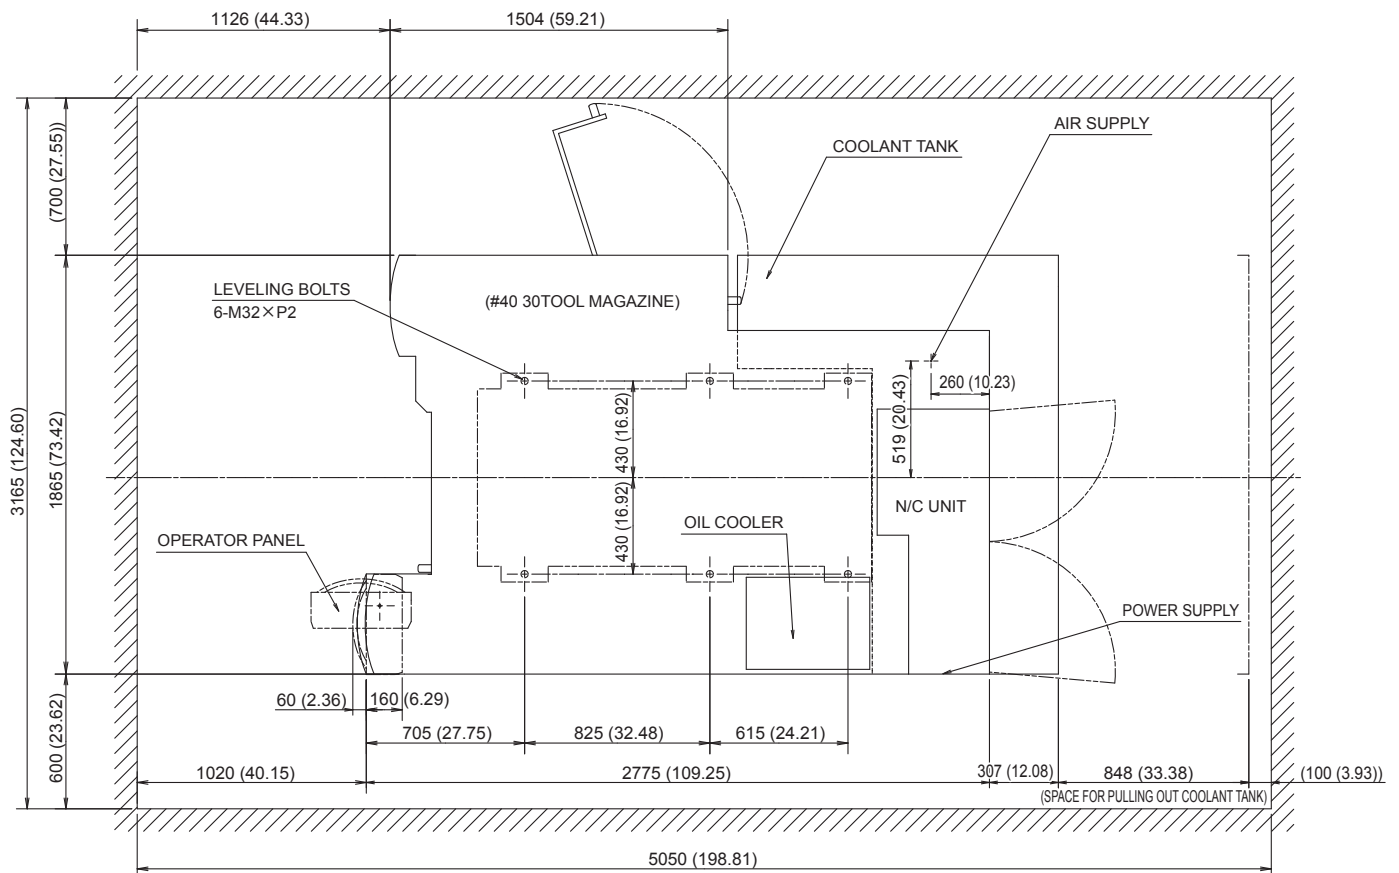 1126 (44.33)
1504 (59.21)
AIR SUPPLY
COOLANT TANK
(700 (27.55))
LEVELING BOLTS
6-M32×P2
(#40 30TOOL MAGAZINE)
260 (10.23)
519 (20.43)
430 (16.92)
3165 (124.60)
1865 (73.42)
N/C UNIT
430 (16.92)
OIL COOLER
OPERATOR PANEL
POWER SUPPLY
60 (2.36)
160 (6.29)
600 (23.62)
705 (27.75)
825 (32.48)
615 (24.21)
1020 (40.15)
2775 (109.25)
307 (12.08)
848 (33.38)
(100 (3.93))
(SPACE FOR PULLING OUT COOLANT TANK)
5050 (198.81)